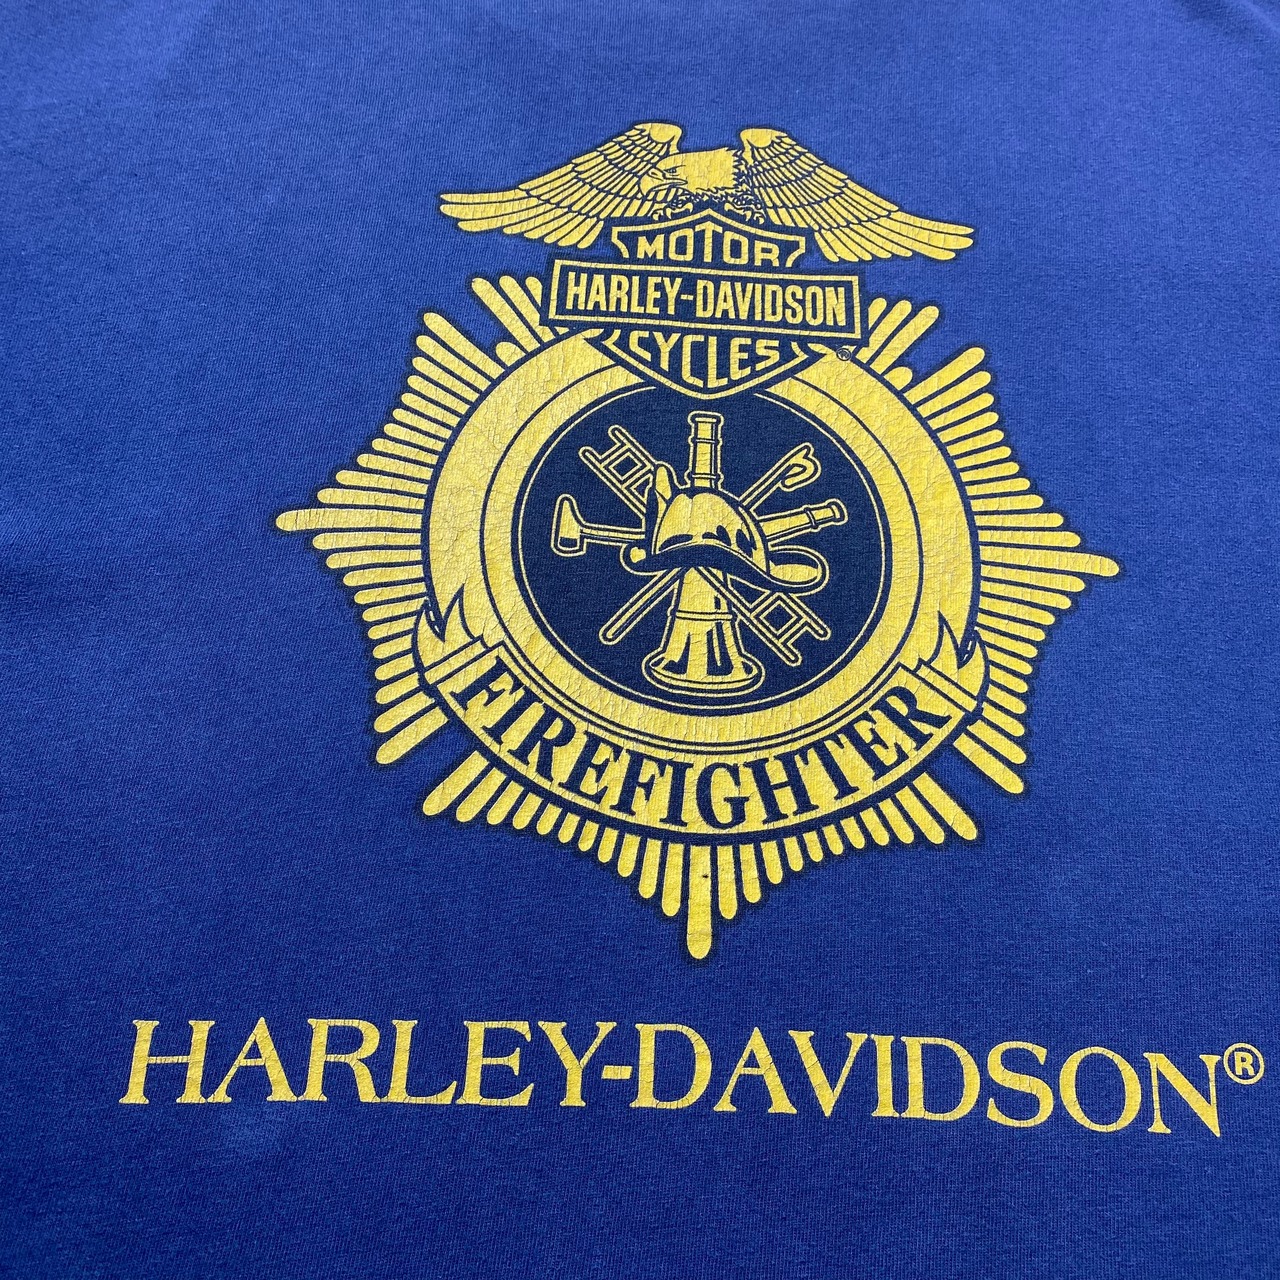 MOTOR
HARLEY-DAVIDSON
CYCLES
®
FIREFIGHTER
HARLEY-DAVIDSON®